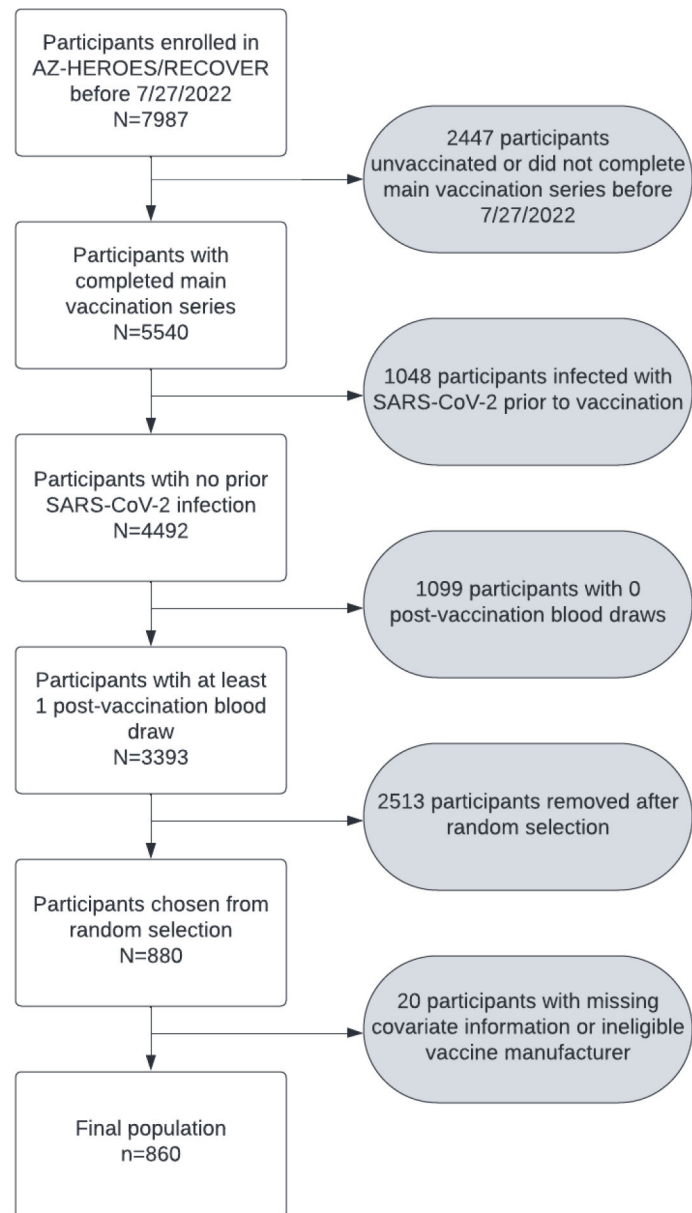 Participants enrolled in
AZ-HEROES/RECOVER
before 7/27/2022
N=7987
2447 participants
unvaccinated or did not complete
main vaccination series before
7/27/2022
Participants with
completed main
vaccination series
N=5540
1048 participants infected with
SARS-CoV-2 prior to vaccination
Participants wtih no prior
SARS-CoV-2 infection
N=4492
1099 participants with 0
post-vaccination blood draws
Participants wtih at least
1 post-vaccination blood
draw
N=3393
2513 participants removed after
random selection
Participants chosen from
random selection
N=880
20 participants with missing
covariate information or ineligible
vaccine manufacturer
Final population
n=860